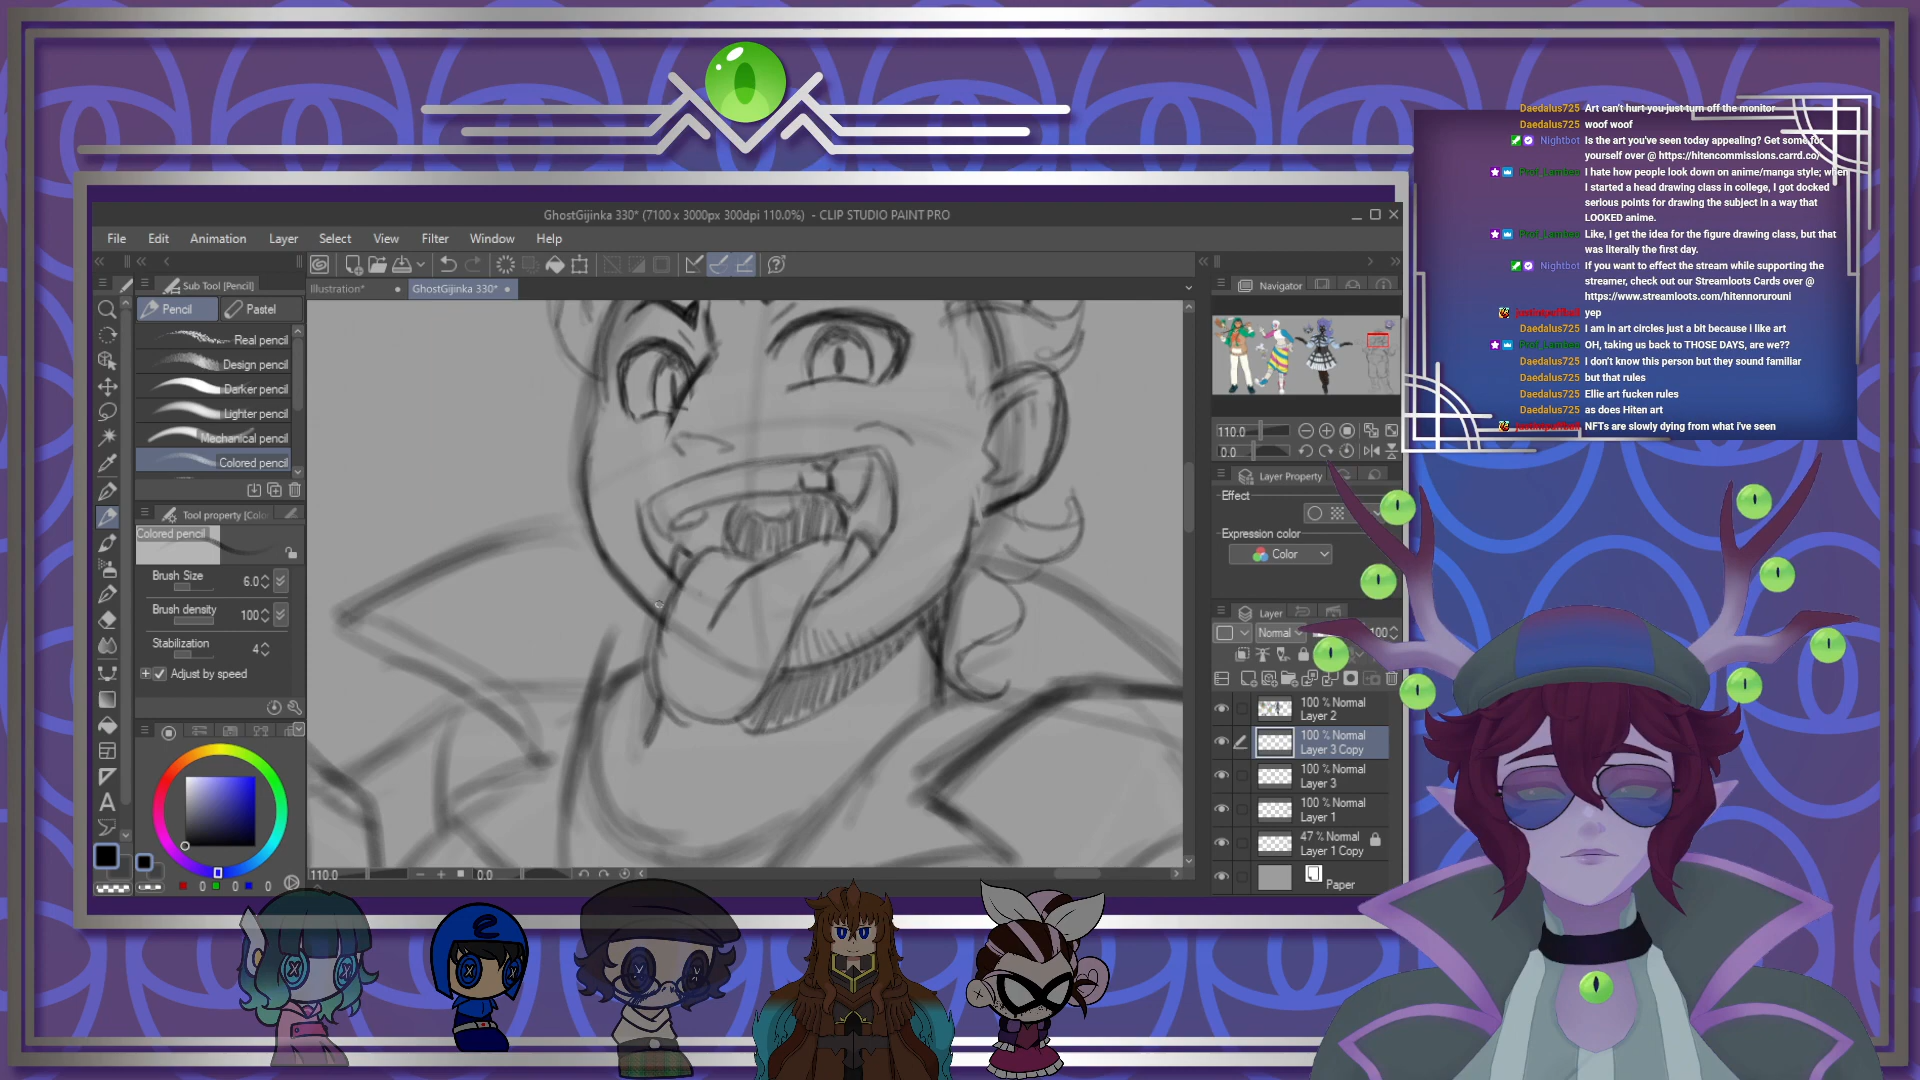 Daedalus725 Art can't hurt you just turn off the monitor
Daedalus725 woof woof
Nightbot Is the art you've seen today appealing? Get some for
yourself over @ https://hitencommissions.carrd.co/
I hate how people look down on anime/manga style; when
I started a head drawing class in college, I got docked
serious points for drawing the subject in a way that
LOOKED anime.
Like, I get the idea for the figure drawing class, but that
was literally the first day.
Nightbot If you want to effect the stream while supporting the
streamer, check out our Streamloots Cards over @
https://www.streamloots.com/hitennorurouni
yep
Daedalus725 I am in art circles just a bit because I like art
OH, taking us back to THOSE DAYS, are we??
Daedalus725 I don't know this person but they sound familiar
Daedalus725 but that rules
Daedalus725 Ellie art fucken rules
Daedalus725 as does Hiten art
NFTs are slowly dying from what i've seen
GhostGijinka 330* (7100 x 3000px 300dpi 110.0%) - CLIP STUDIO PAINT PRO
File Edit Animation Layer Select View Filter Window Help
Sub Tool [Pencil]
Illustration* GhostGijinka 330*
Pencil Pastel
Real pencil
Design pencil
Darker pencil
Lighter pencil
Mechanical pencil
Colored pencil
Tool property [Colo
Colored pencil
Brush Size 6.0
Brush density 100
Stabilization 4
Adjust by speed
0 0 0
110.0 0.0
Navigator
110.0
0.0
Layer Property
Effect
Expression color
Color
Layer
Normal 100
100 % Normal
Layer 2
100 % Normal
Layer 3 Copy
100 % Normal
Layer 3
100 % Normal
Layer 1
47 % Normal
Layer 1 Copy
Paper